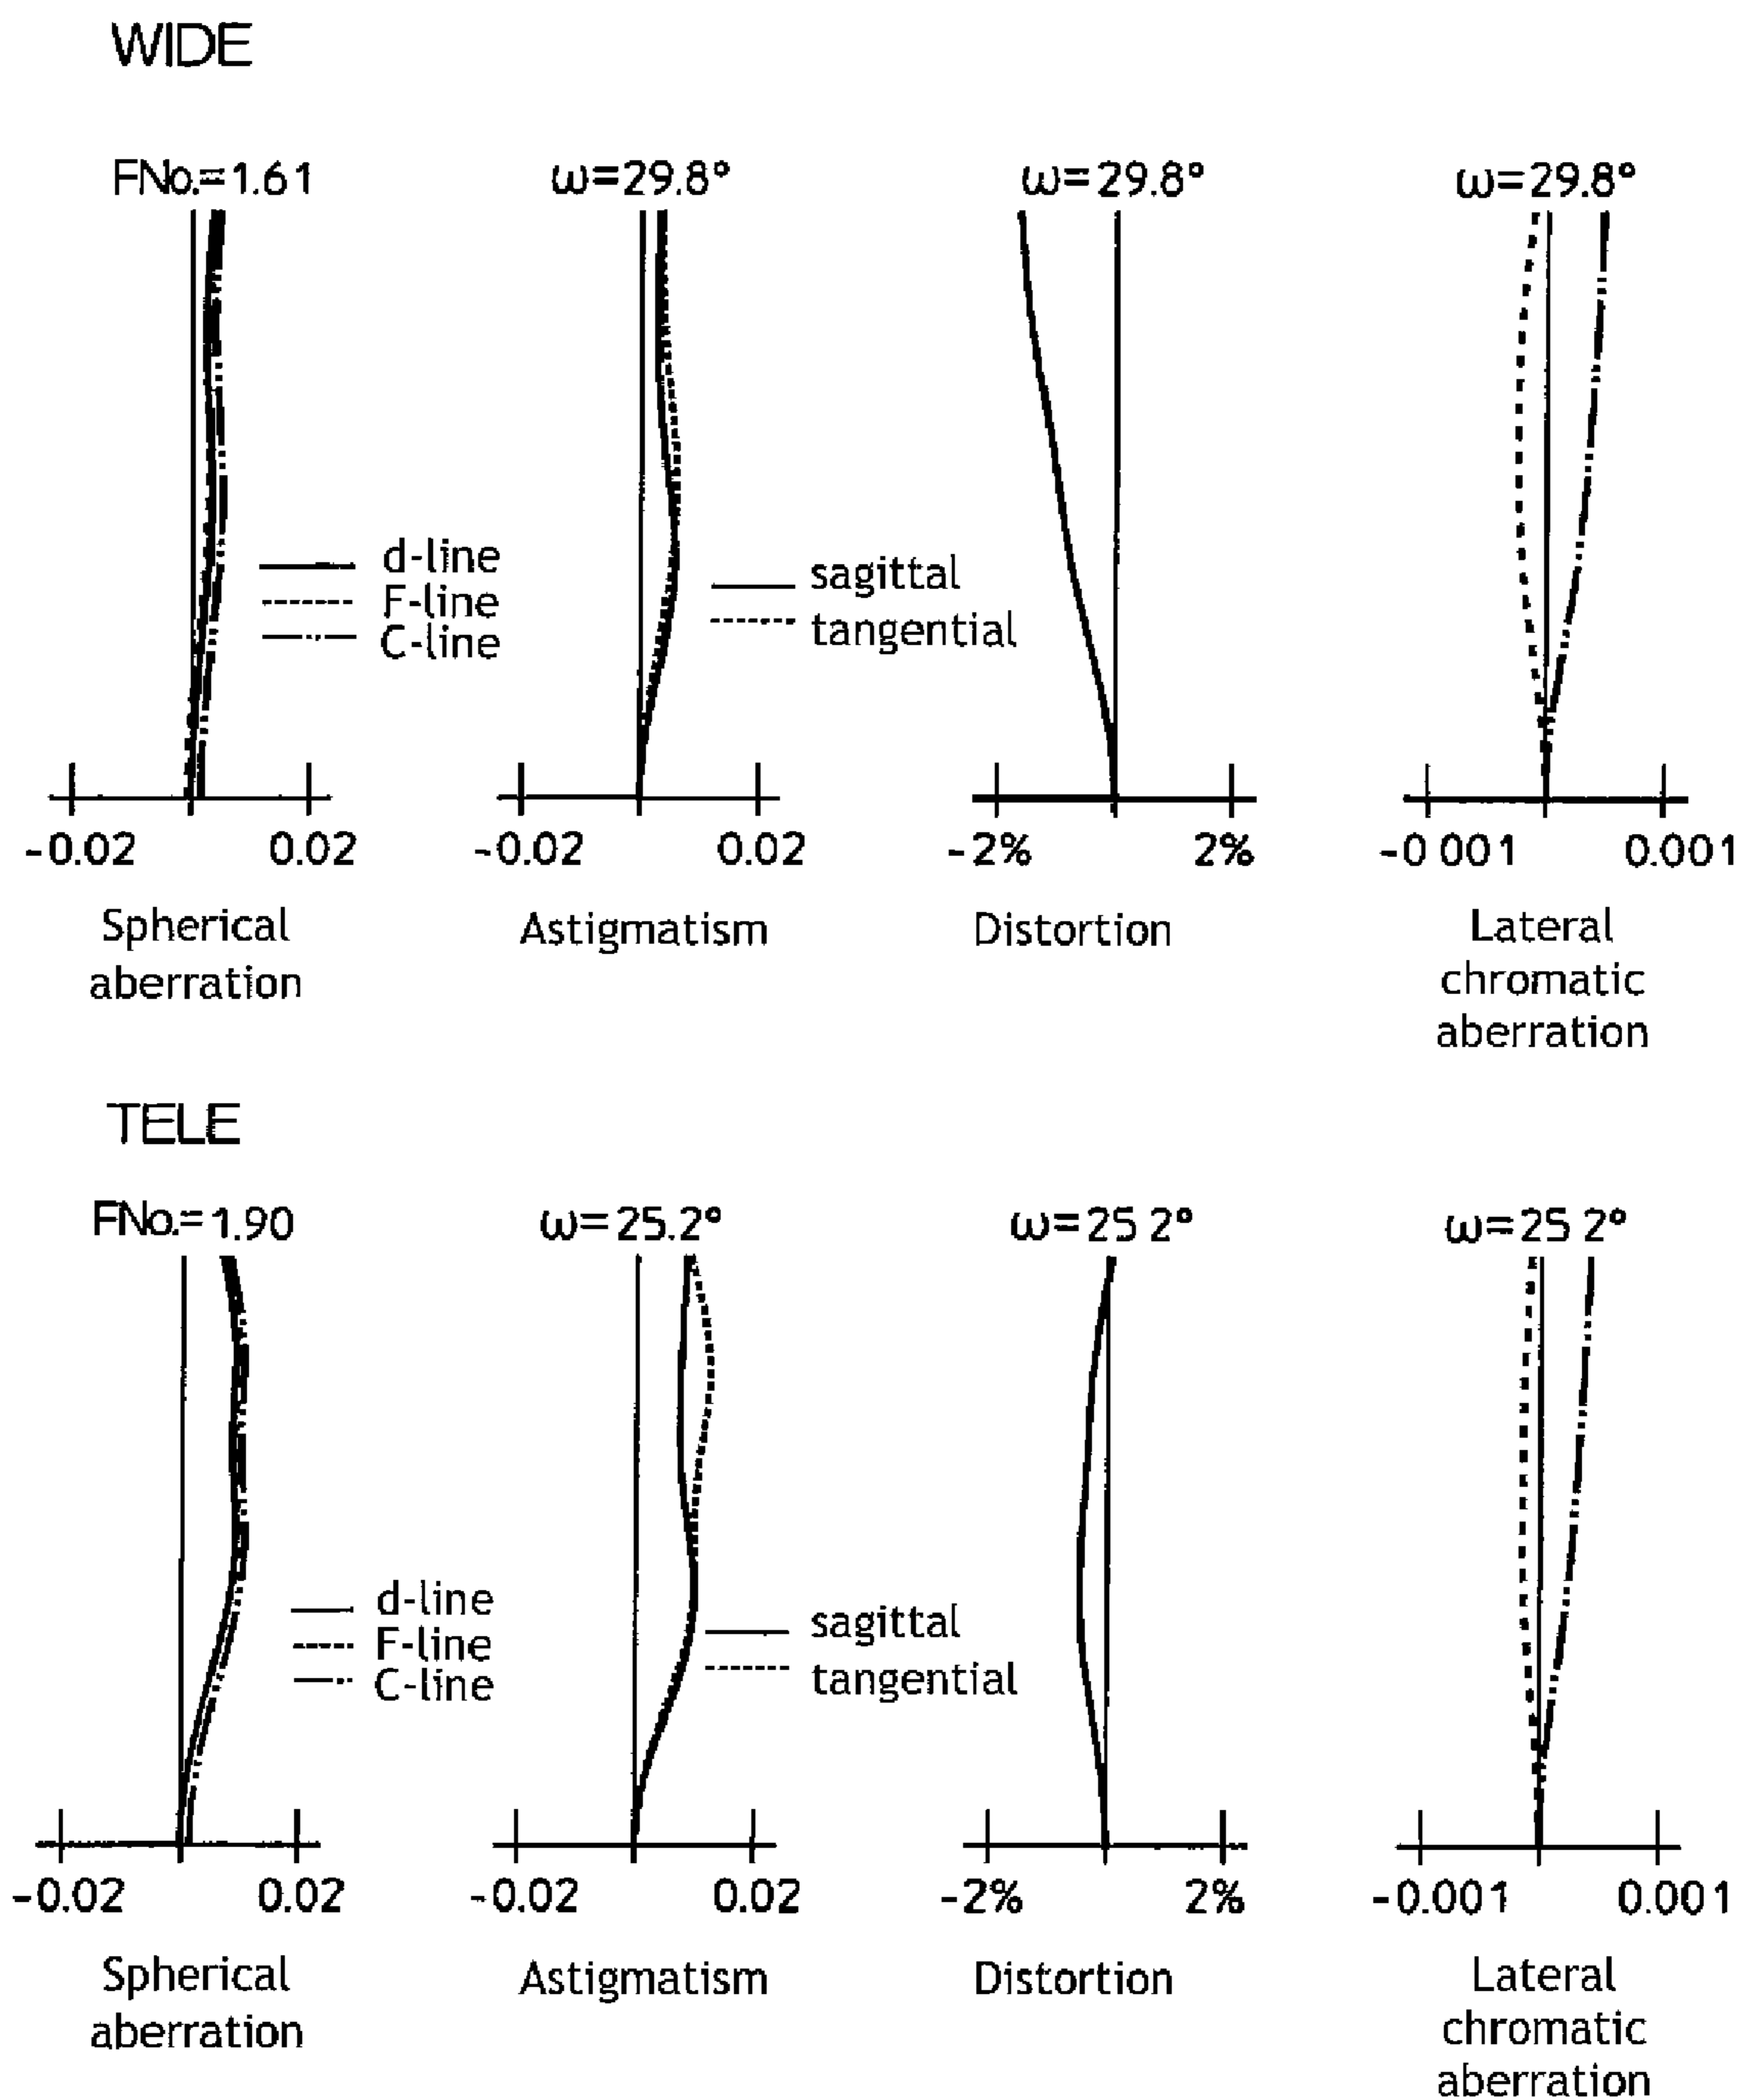 WIDE
FNo.=1.61
ω=29.8°
ω=29.8°
ω=29.8°
d-line
F-line
C-line
sagittal
tangential
-0.02 0.02
-0.02 0.02
-2% 2%
-0 001 0.001
Spherical
aberration
Astigmatism
Distortion
Lateral
chromatic
aberration
TELE
FNo.=1.90
ω=25.2°
ω=25 2°
ω=25 2°
d-line
F-line
C-line
sagittal
tangential
-0.02 0.02
-0.02 0.02
-2% 2%
-0.001 0.001
Spherical
aberration
Astigmatism
Distortion
Lateral
chromatic
aberration